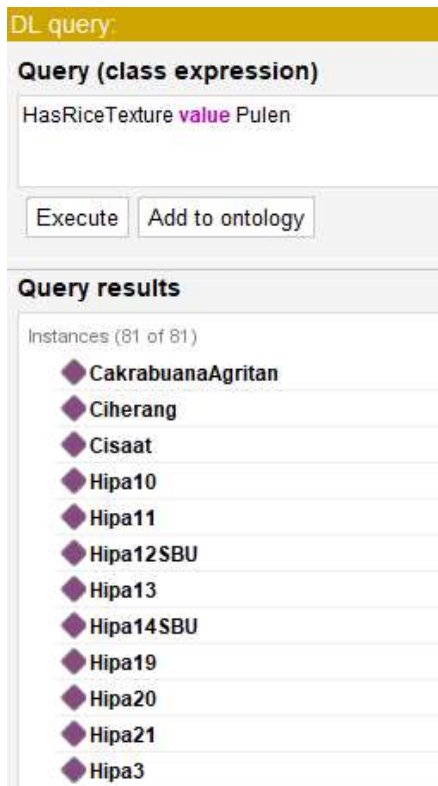 DL query:
Query (class expression)
HasRiceTexture value Pulen
Execute Add to ontology
Query results
Instances (81 of 81)
CakrabuanaAgritan
Ciherang
Cisaat
Hipa10
Hipa11
Hipa12SBU
Hipa13
Hipa14SBU
Hipa19
Hipa20
Hipa21
Hipa3